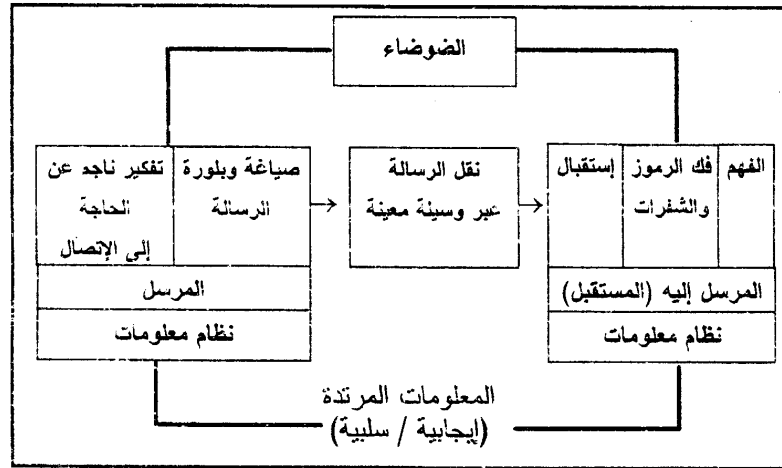 الضوضاء
تفكير ناجم عن
الحاجة
إلى الإتصال
صياغة وبلورة
الرسالة
المرسل
نظام معلومات
نقل الرسالة
عبر وسيلة معينة
إستقبال
فك الرموز
والشفرات
الفهم
المرسل إليه (المستقبل)
نظام معلومات
المعلومات المرتدة
(إيجابية / سلبية)